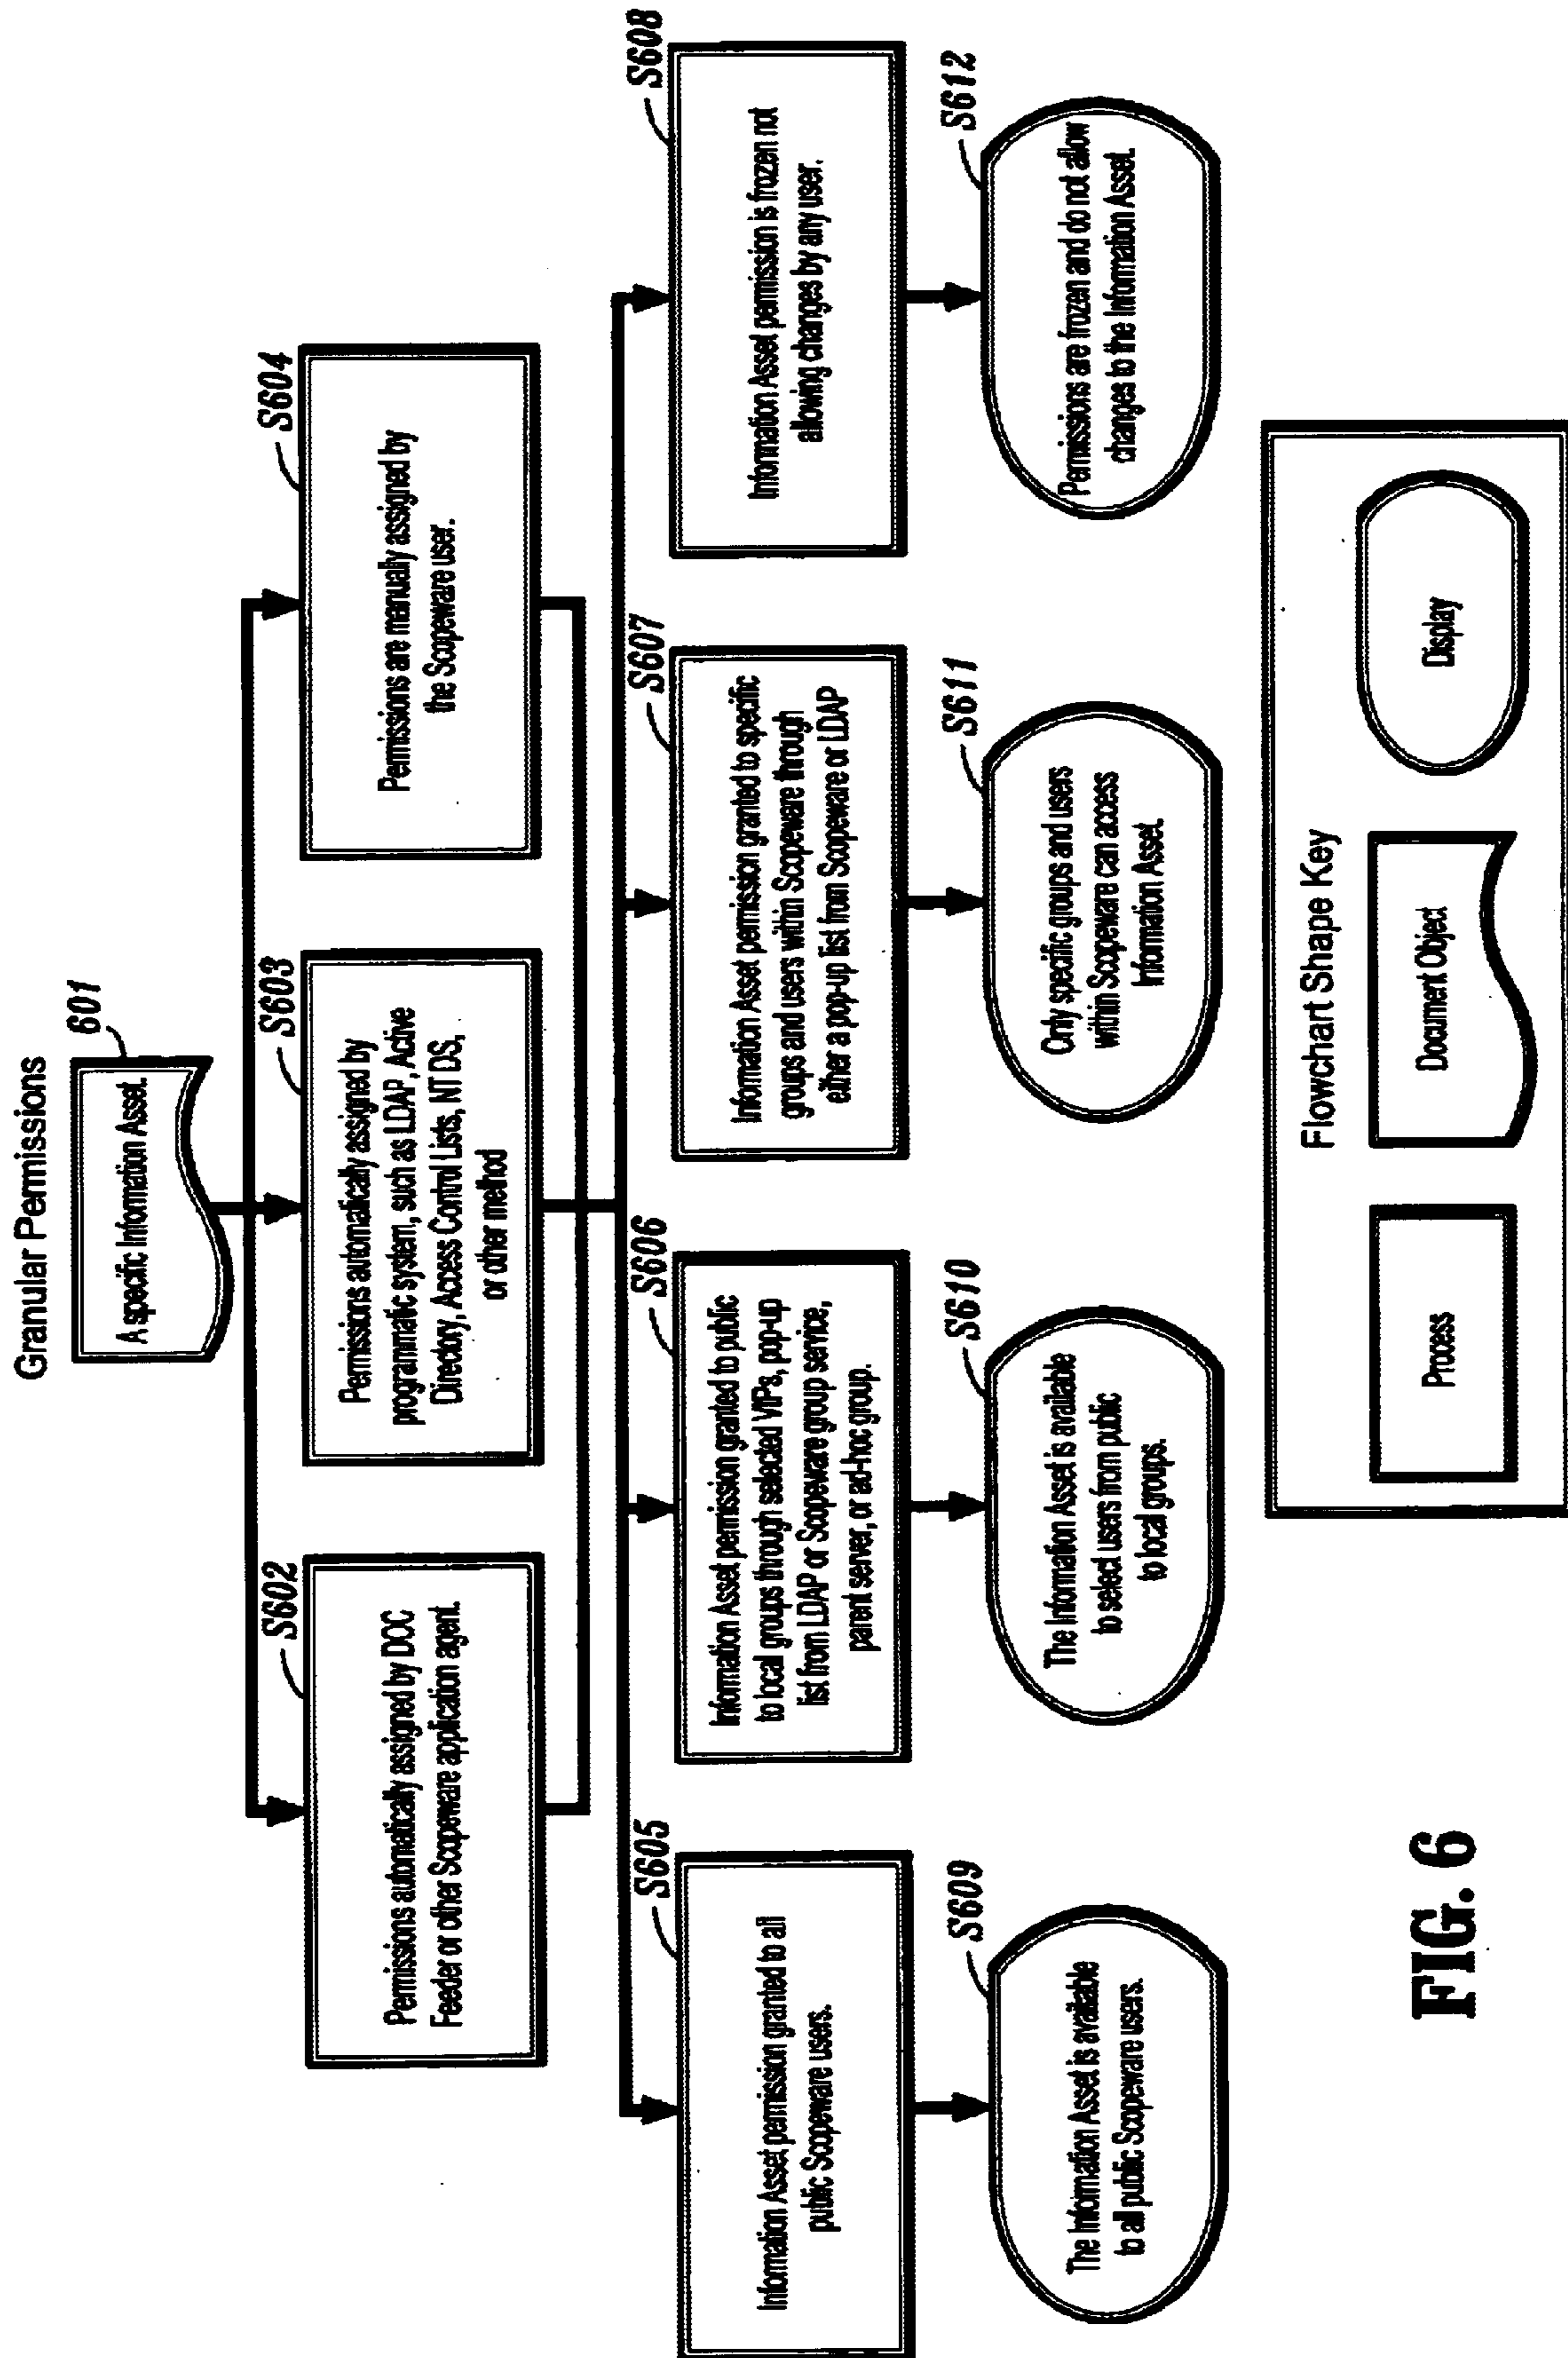 Granular Permissions
601
A specific Information Asset.
S602
Permissions automatically assigned by DOC
Feeder or other Scopeware application agent.
S603
Permissions automatically assigned by
programmatic system, such as LDAP, Active
Directory, Access Control Lists, NT DS,
or other method
S604
Permissions are manually assigned by
the Scopeware user.
S605
Information Asset permission granted to all
public Scopeware users.
S606
Information Asset permission granted to public
to local groups through selected VIPs, pop-up
list from LDAP or Scopeware group service,
parent server, or ad-hoc group.
S607
Information Asset permission granted to specific
groups and users within Scopeware through
either a pop-up list from Scopeware or LDAP
S608
Information Asset permission is frozen not
allowing changes by any user.
S609
The Information Asset is available
to all public Scopeware users.
S610
The Information Asset is available
to select users from public
to local groups.
S611
Only specific groups and users
within Scopeware can access
Information Asset.
S612
Permissions are frozen and do not allow
changes to the Information Asset.
Flowchart Shape Key
Process
Document Object
Display
FIG. 6